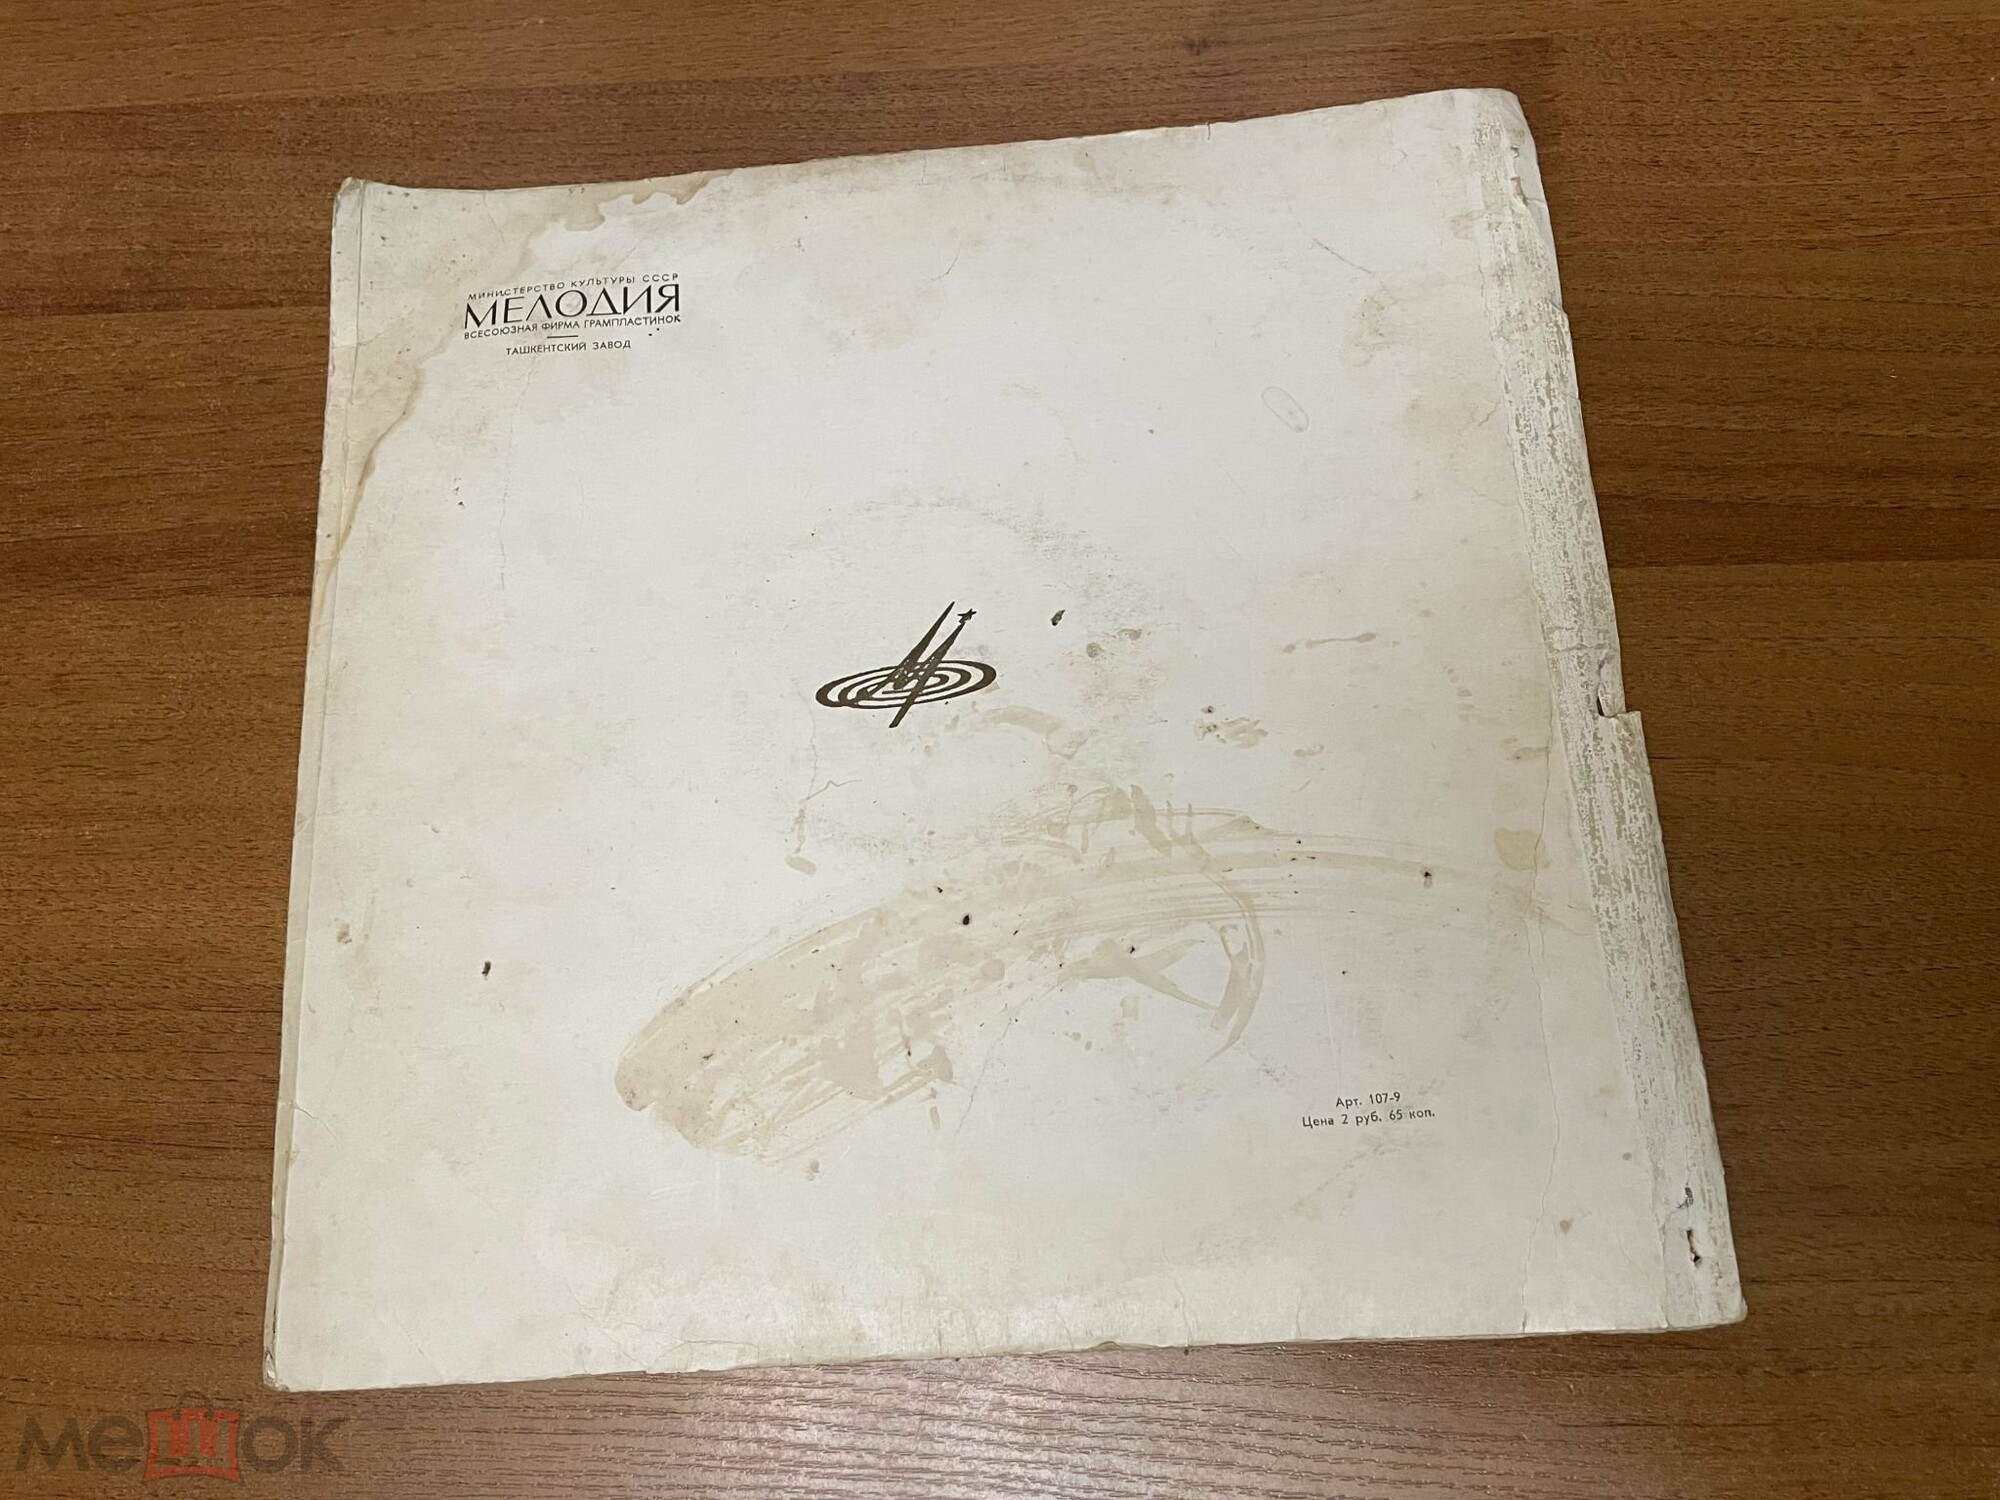 МИНИСТЕРСТВО КУЛЬТУРЫ СССР
МЕЛОДИЯ
ВСЕСОЮЗНАЯ ФИРМА ГРАМПЛАСТИНОК
ТАШКЕНТСКИЙ ЗАВОД
М
Арт. 107-9
Цена 2 руб. 65 коп.
мешок